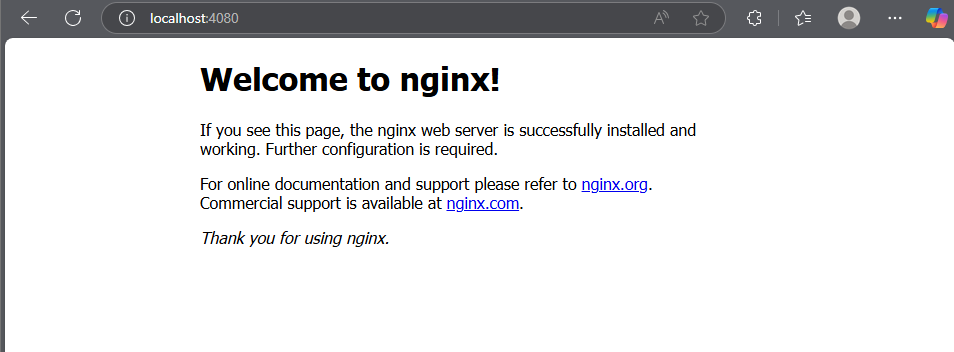 localhost:4080
Welcome to nginx!
If you see this page, the nginx web server is successfully installed and
working. Further configuration is required.
For online documentation and support please refer to nginx.org.
Commercial support is available at nginx.com.
Thank you for using nginx.